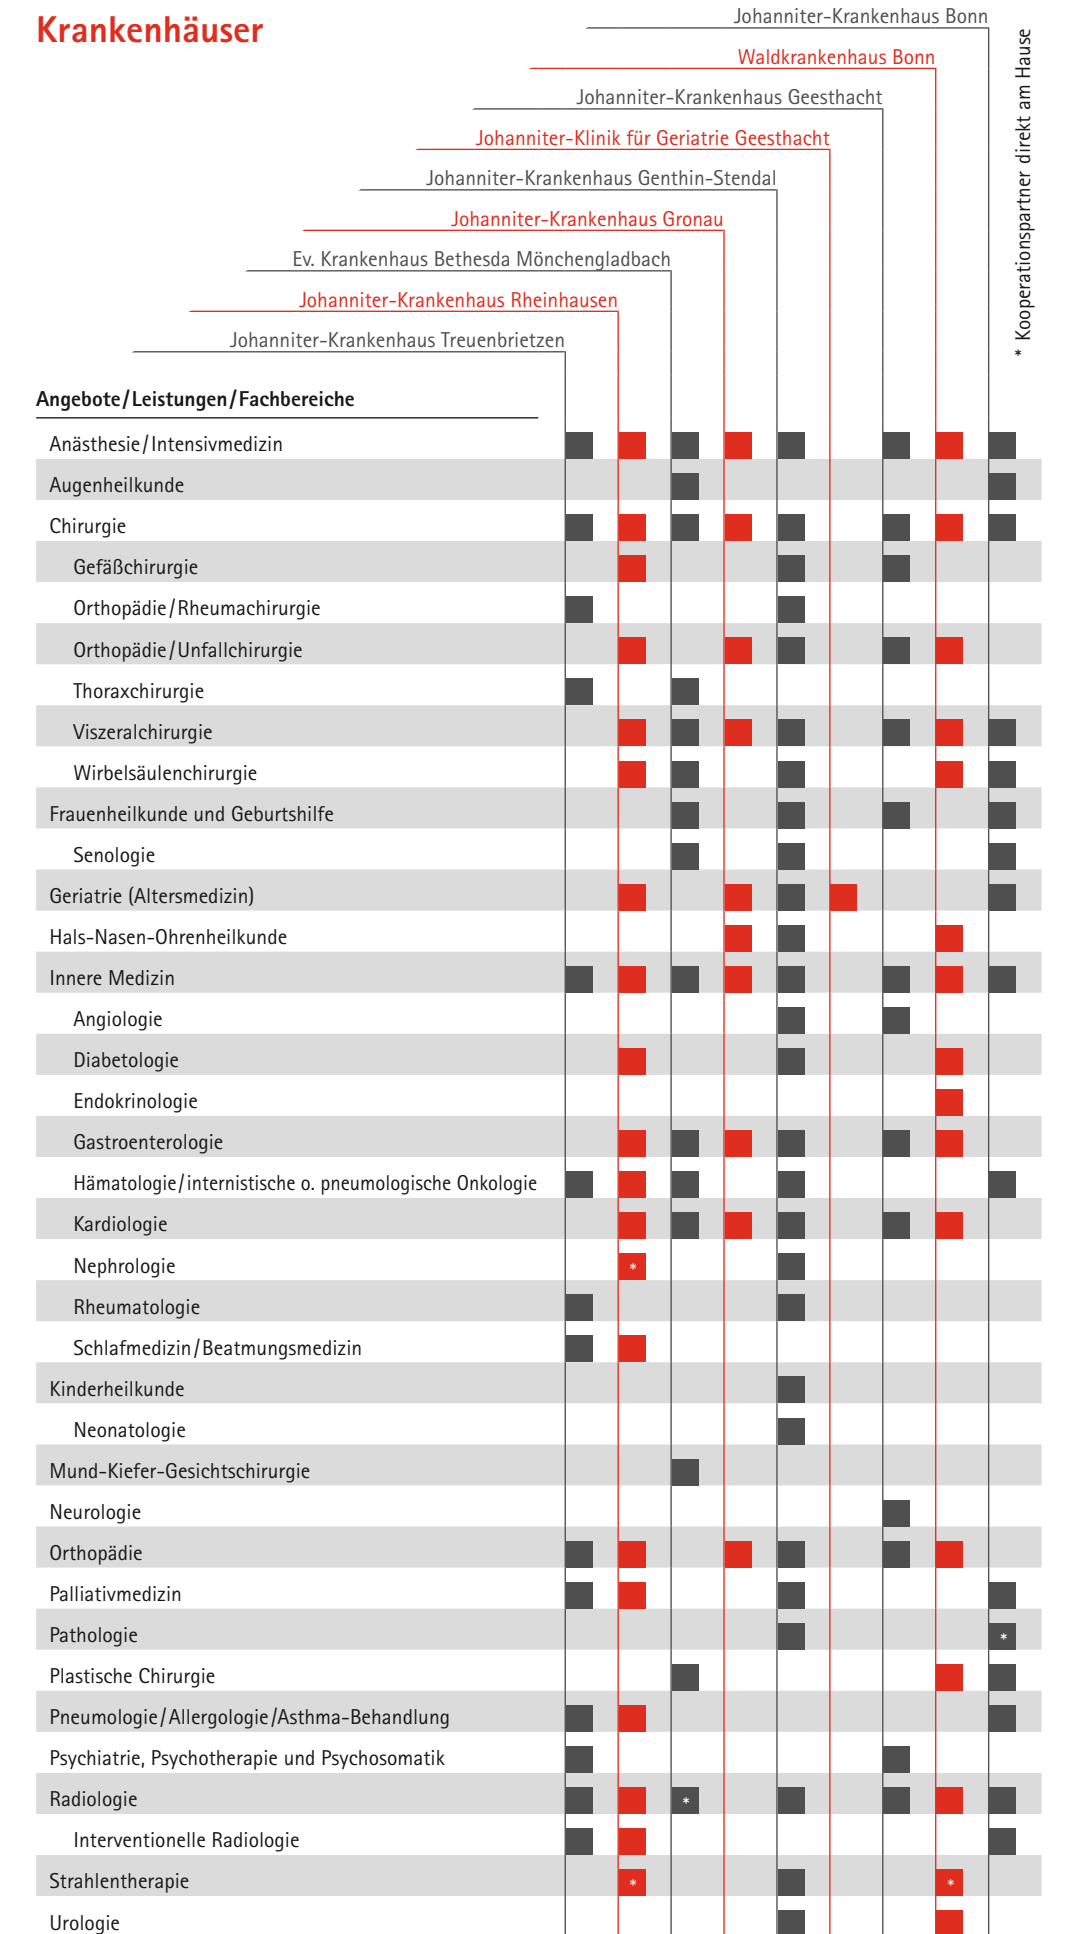 Krankenhäuser
Johanniter-Krankenhaus Bonn
Waldkrankenhaus Bonn
Johanniter-Krankenhaus Geesthacht
Johanniter-Klinik für Geriatrie Geesthacht
Johanniter-Krankenhaus Genthin-Stendal
Johanniter-Krankenhaus Gronau
Ev. Krankenhaus Bethesda Mönchengladbach
Johanniter-Krankenhaus Rheinhausen
Johanniter-Krankenhaus Treuenbrietzen
* Kooperationspartner direkt am Hause
Angebote/Leistungen/Fachbereiche
Anästhesie/Intensivmedizin
Augenheilkunde
Chirurgie
Gefäßchirurgie
Orthopädie/Rheumachirurgie
Orthopädie/Unfallchirurgie
Thoraxchirurgie
Viszeralchirurgie
Wirbelsäulenchirurgie
Frauenheilkunde und Geburtshilfe
Senologie
Geriatrie (Altersmedizin)
Hals-Nasen-Ohrenheilkunde
Innere Medizin
Angiologie
Diabetologie
Endokrinologie
Gastroenterologie
Hämatologie/internistische o. pneumologische Onkologie
Kardiologie
Nephrologie *
Rheumatologie
Schlafmedizin/Beatmungsmedizin
Kinderheilkunde
Neonatologie
Mund-Kiefer-Gesichtschirurgie
Neurologie
Orthopädie
Palliativmedizin
Pathologie *
Plastische Chirurgie
Pneumologie/Allergologie/Asthma-Behandlung
Psychiatrie, Psychotherapie und Psychosomatik
Radiologie *
Interventionelle Radiologie
Strahlentherapie * *
Urologie